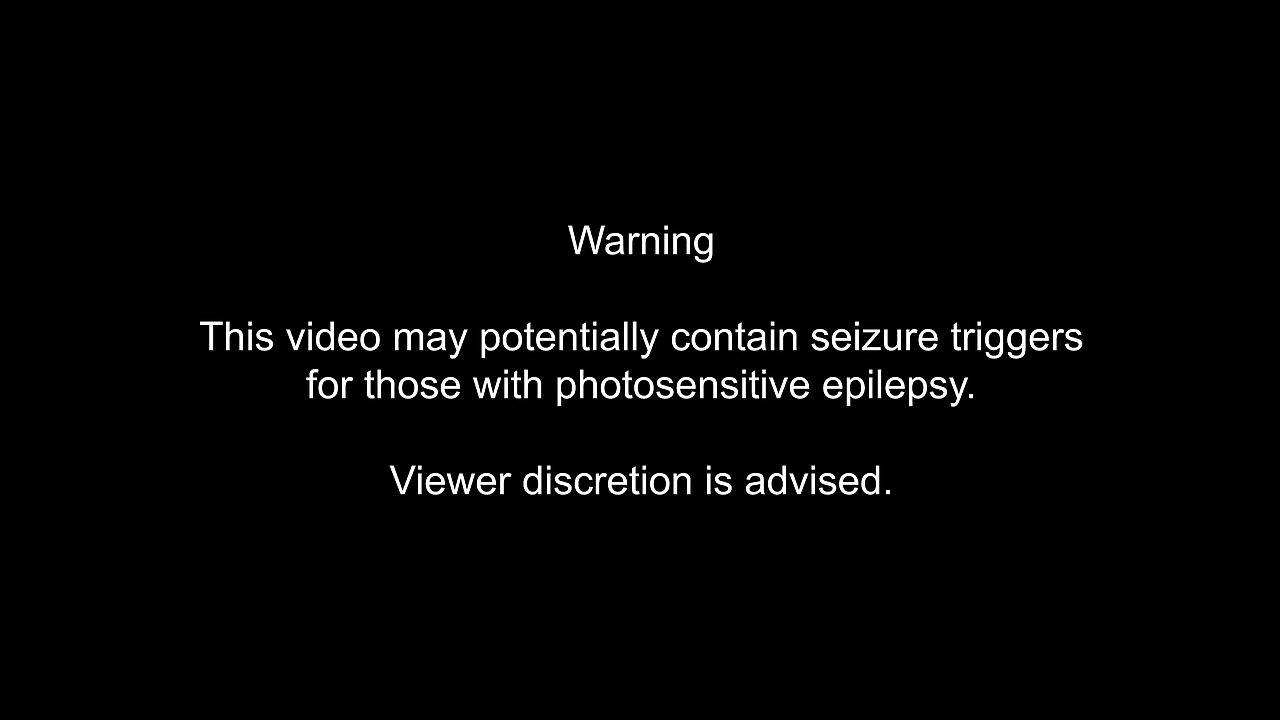 Warning
This video may potentially contain seizure triggers
for those with photosensitive epilepsy.
Viewer discretion is advised.